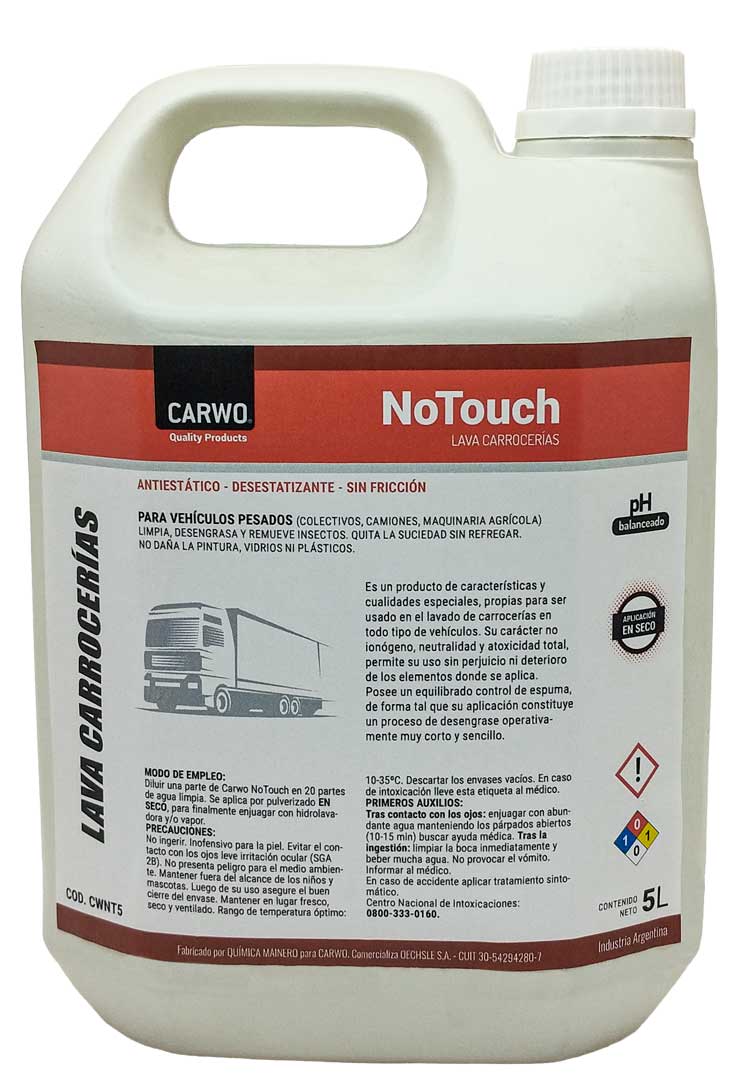 CARWO®
Quality Products
NoTouch
LAVA CARROCERÍAS
ANTIESTÁTICO - DESESTATIZANTE - SIN FRICCIÓN
PARA VEHÍCULOS PESADOS (COLECTIVOS, CAMIONES, MAQUINARIA AGRÍCOLA)
LIMPIA, DESENGRASA Y REMUEVE INSECTOS. QUITA LA SUCIEDAD SIN REFREGAR.
NO DAÑA LA PINTURA, VIDRIOS NI PLÁSTICOS.
pH
balanceado
LAVA CARROCERÍAS
Es un producto de características y
cualidades especiales, propias para ser
usado en el lavado de carrocerías en
todo tipo de vehículos. Su carácter no
ionógeno, neutralidad y atoxicidad total,
permite su uso sin perjuicio ni deterioro
de los elementos donde se aplica.
Posee un equilibrado control de espuma,
de forma tal que su aplicación constituye
un proceso de desengrase operativa-
mente muy corto y sencillo.
APLICACIÓN
EN SECO
MODO DE EMPLEO:
Diluir una parte de Carwo NoTouch en 20 partes
de agua limpia. Se aplica por pulverizado EN
SECO, para finalmente enjuagar con hidrolava-
dora y/o vapor.
PRECAUCIONES:
No ingerir. Inofensivo para la piel. Evitar el con-
tacto con los ojos leve irritación ocular (SGA
2B). No presenta peligro para el medio ambien-
te. Mantener fuera del alcance de los niños y
mascotas. Luego de su uso asegure el buen
cierre del envase. Mantener en lugar fresco,
seco y ventilado. Rango de temperatura óptimo:
10-35ºC. Descartar los envases vacíos. En caso
de intoxicación lleve esta etiqueta al médico.
PRIMEROS AUXILIOS:
Tras contacto con los ojos: enjuagar con abun-
dante agua manteniendo los párpados abiertos
(10-15 min) buscar ayuda médica. Tras la
ingestión: limpiar la boca inmediatamente y
beber mucha agua. No provocar el vómito.
Informar al médico.
En caso de accidente aplicar tratamiento sinto-
mático.
Centro Nacional de Intoxicaciones:
0800-333-0160.
!
0
1 1
0
COD. CWNT5
CONTENIDO
NETO 5L
Fabricado por QUÍMICA MAINERO para CARWO. Comercializa OECHSLE S.A. - CUIT 30-54294280-7
Industria Argentina